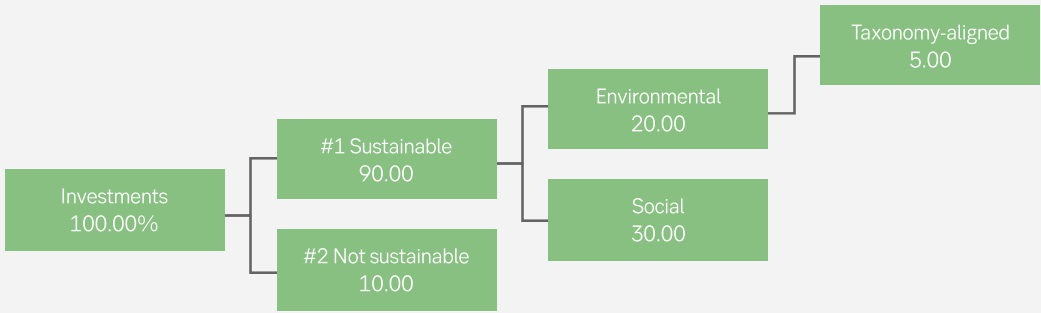 Investments
100.00%
#1 Sustainable
90.00
#2 Not sustainable
10.00
Environmental
20.00
Social
30.00
Taxonomy-aligned
5.00